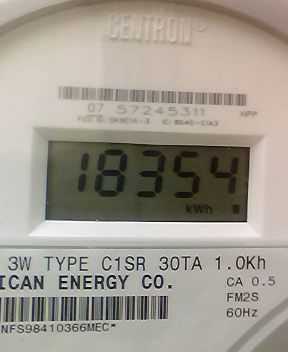 CENTRON®
07 57245311 HPP
18354
kWh
3W TYPE C1SR 30TA 1.0Kh
ICAN ENERGY CO. CA 0.5
FM2S
60Hz
NFS98410366MEC*